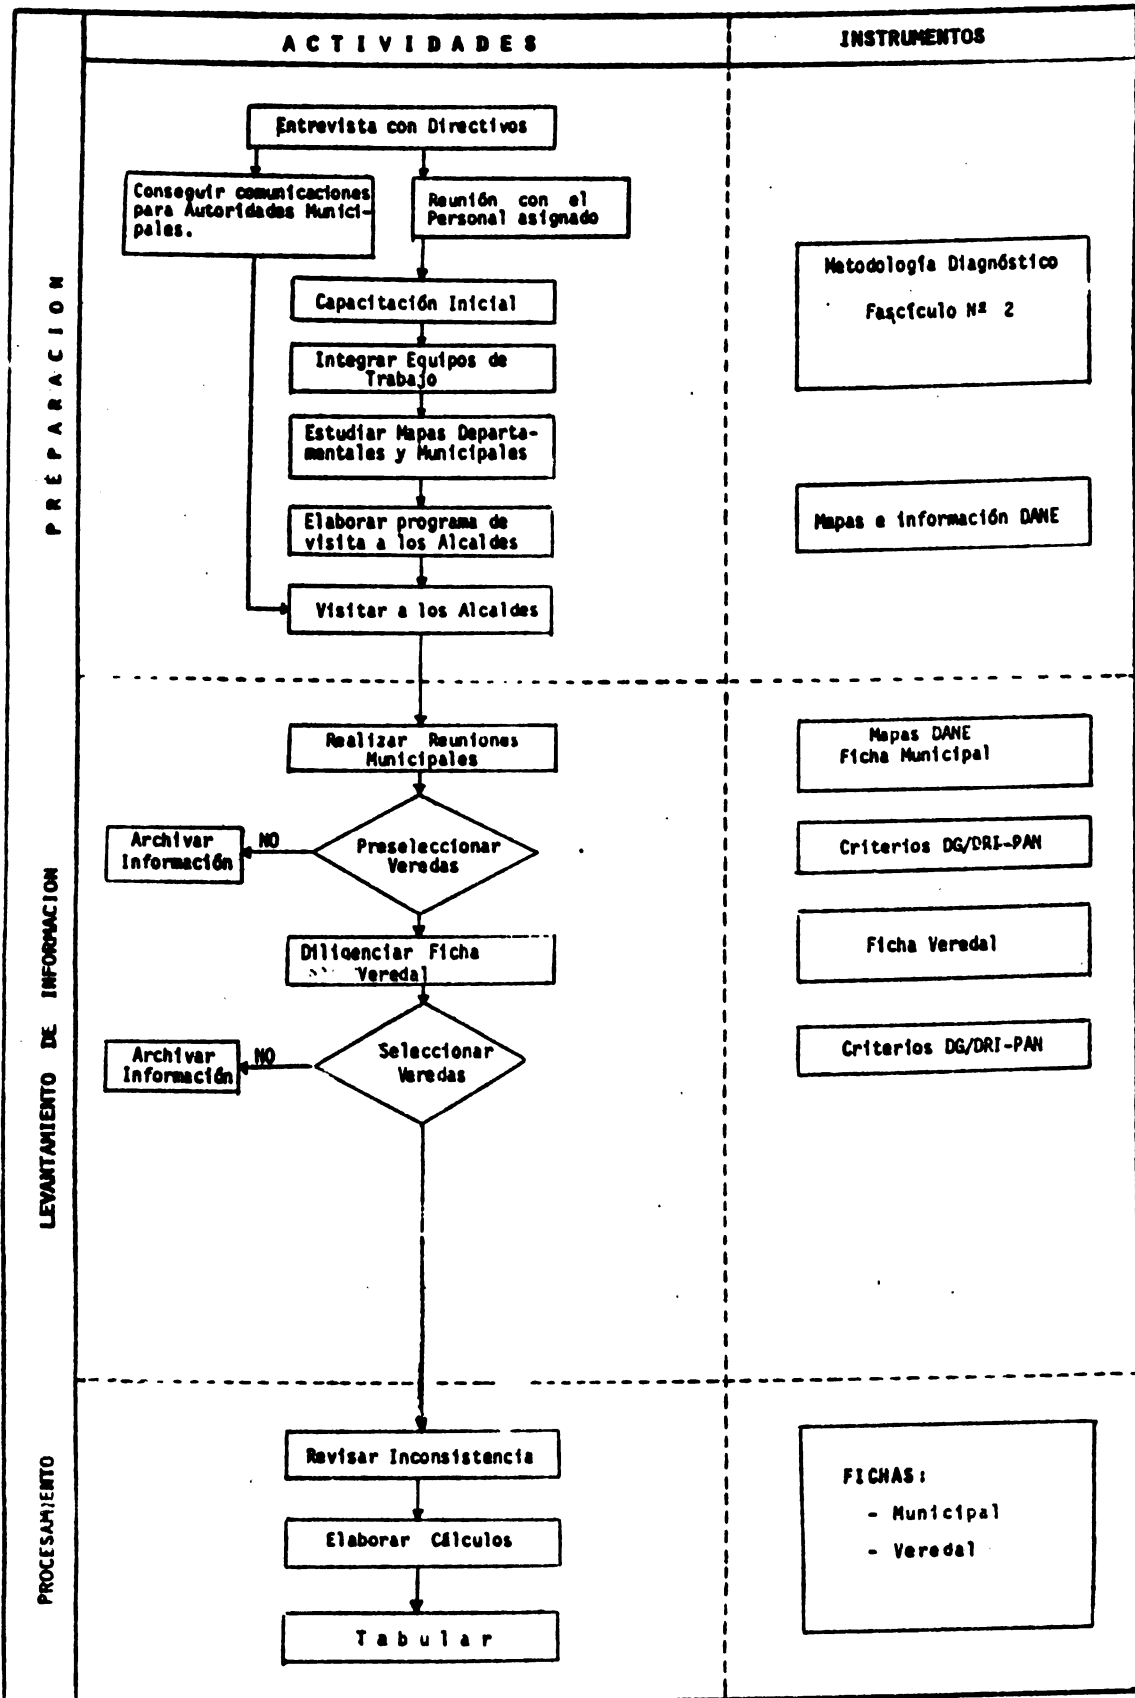 A C T I V I D A D E S
INSTRUMENTOS
P R E P A R A C I O N
Entrevista con Directivos
Conseguir comunicaciones
para Autoridades Munici-
pales.
Reunión con el
Personal asignado
Capacitación Inicial
Integrar Equipos de
Trabajo
Estudiar Mapas Departa-
mentales y Municipales
Elaborar programa de
visita a los Alcaldes
Visitar a los Alcaldes
Metodología Diagnóstico
Fascículo Nº 2
Mapas e información DANE
LEVANTAMIENTO DE INFORMACION
Realizar Reuniones
Municipales
Preseleccionar
Veredas
NO
Archivar
Información
Diligenciar Ficha
Veredal
Seleccionar
Veredas
NO
Archivar
Información
Mapas DANE
Ficha Municipal
Criterios DG/DRI-PAN
Ficha Veredal
Criterios DG/DRI-PAN
PROCESAMIENTO
Revisar Inconsistencia
Elaborar Cálculos
T a b u l a r
FICHAS:
- Municipal
- Veredal